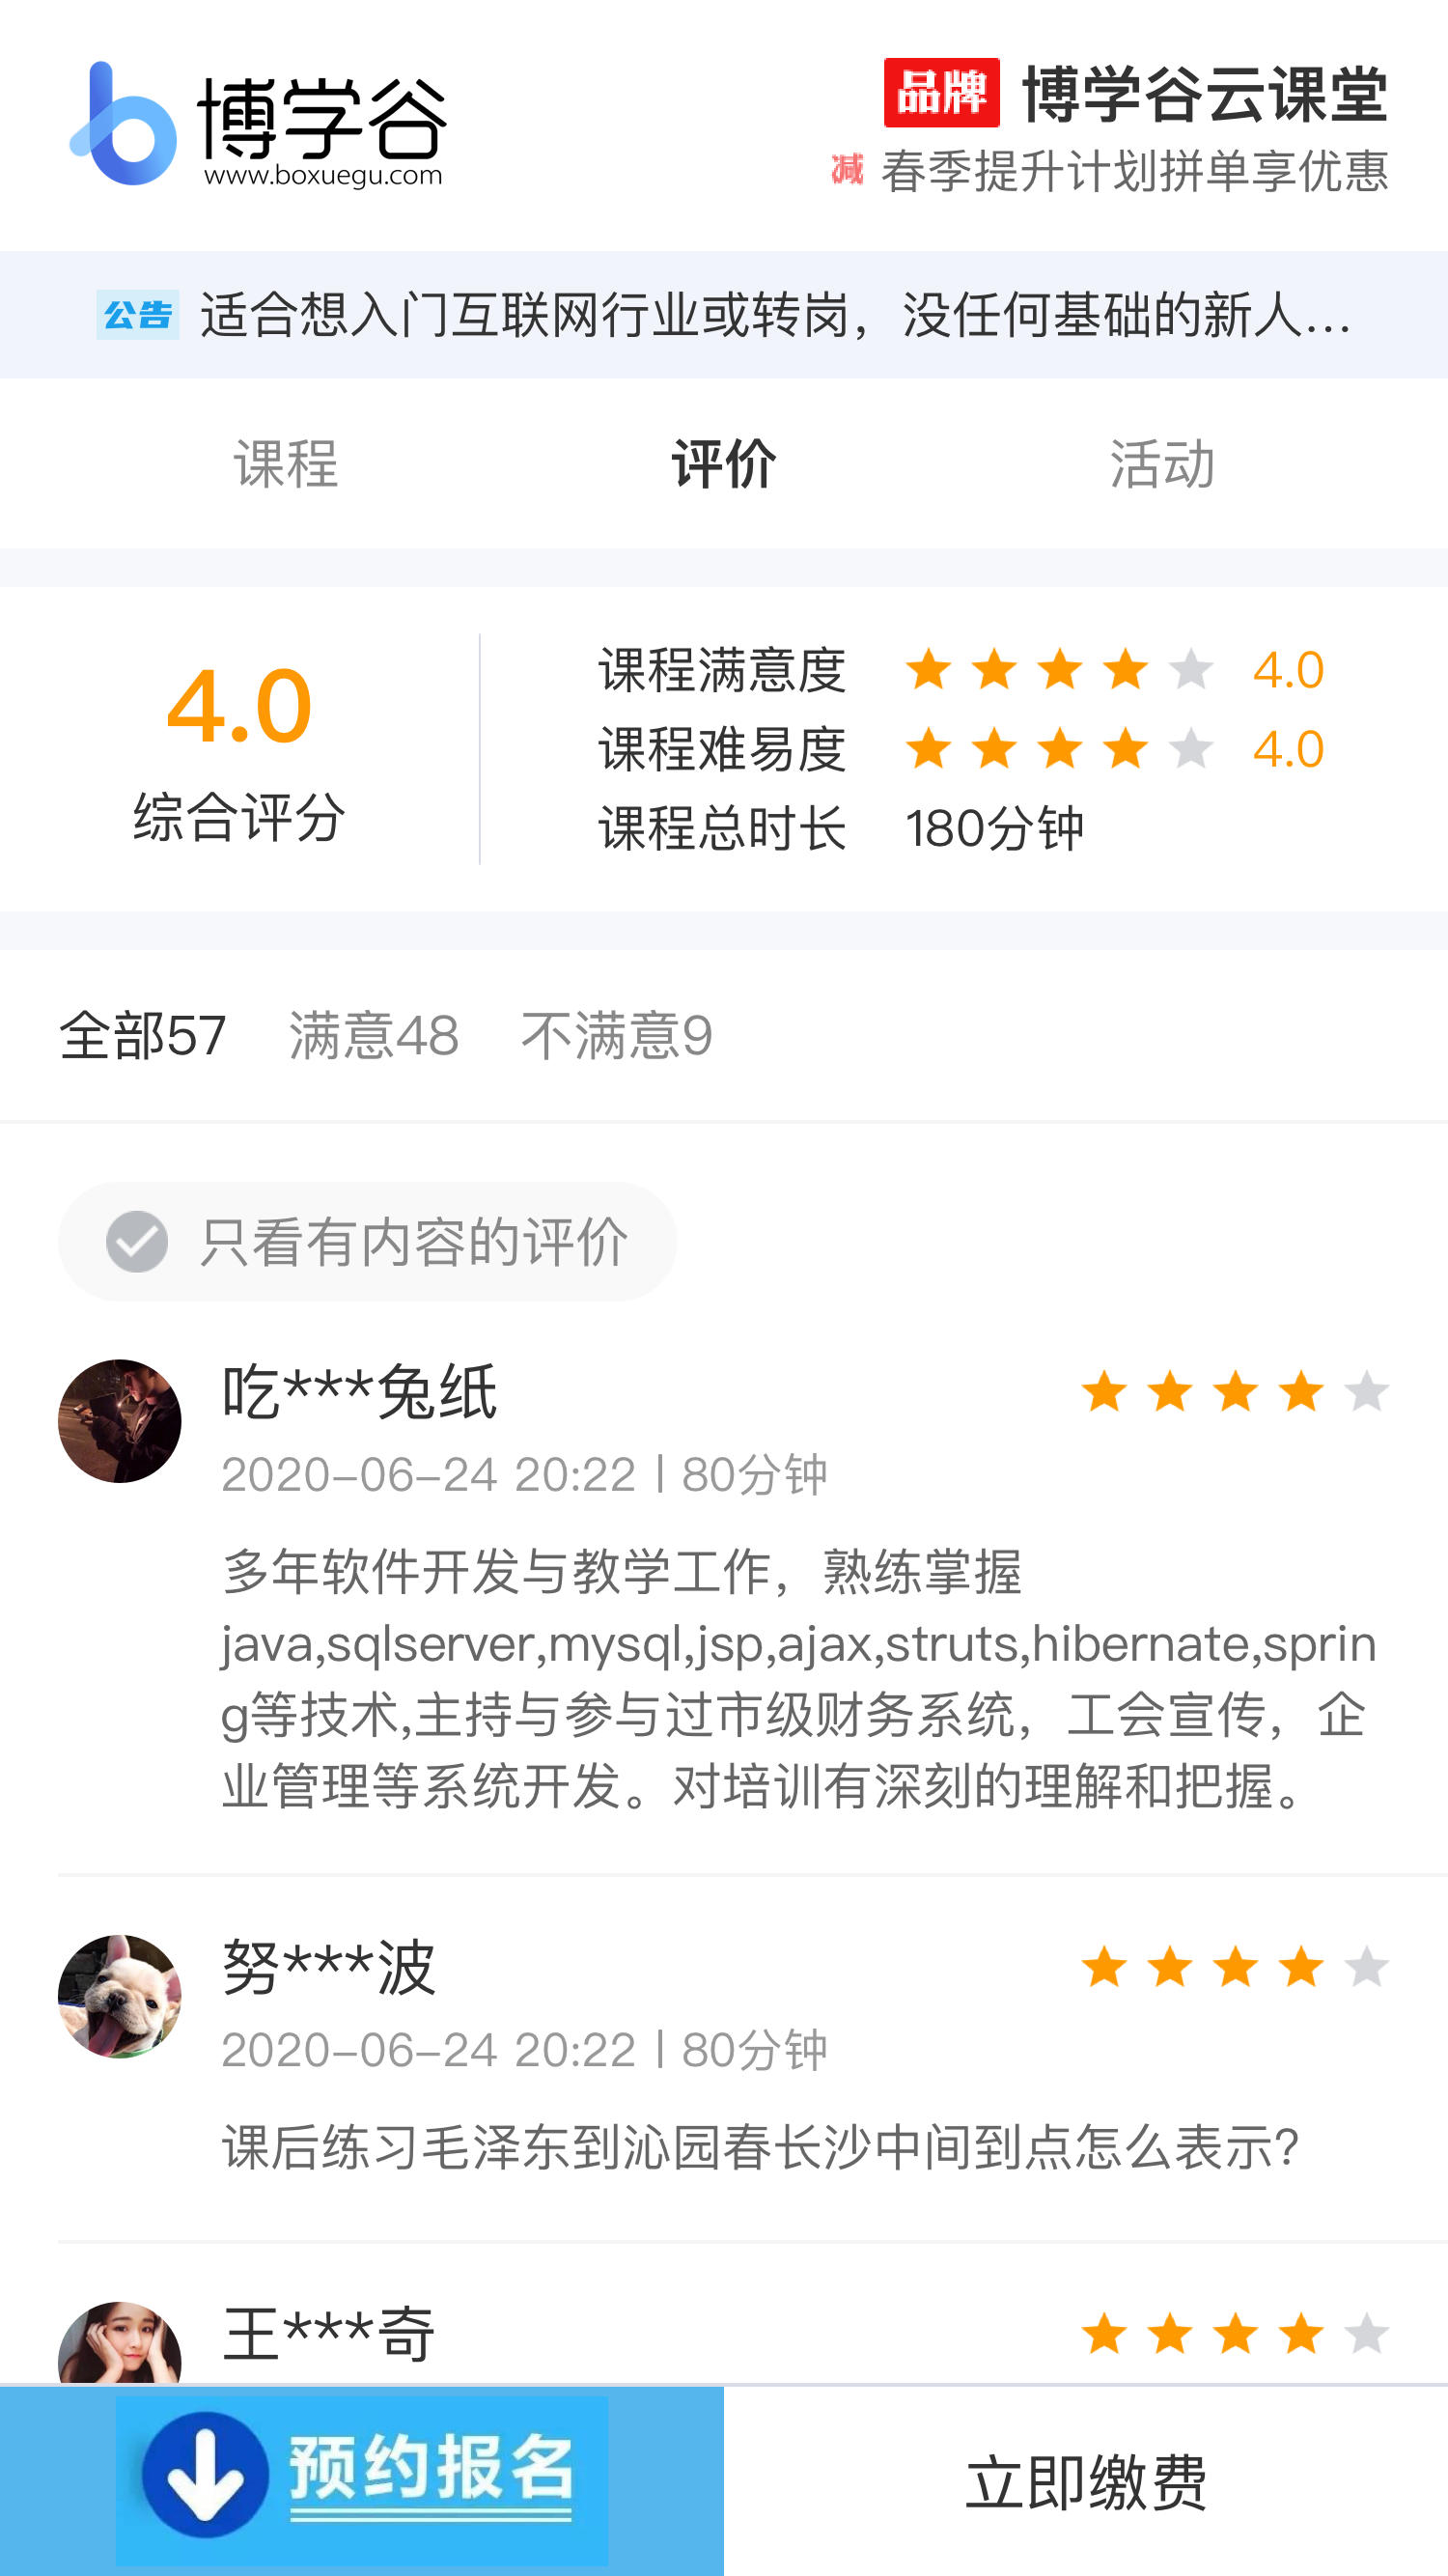 博学谷
www.boxuegu.com
品牌 博学谷云课堂
减 春季提升计划拼单享优惠
公告 适合想入门互联网行业或转岗，没任何基础的新人...
课程 评价 活动
4.0
综合评分
课程满意度 4.0
课程难易度 4.0
课程总时长 180分钟
全部57 满意48 不满意9
只看有内容的评价
吃***兔纸
2020-06-24 20:22 | 80分钟
多年软件开发与教学工作，熟练掌握
java,sqlserver,mysql,jsp,ajax,struts,hibernate,sprin
g等技术,主持与参与过市级财务系统，工会宣传，企
业管理等系统开发。对培训有深刻的理解和把握。
努***波
2020-06-24 20:22 | 80分钟
课后练习毛泽东到沁园春长沙中间到点怎么表示?
王***奇
预约报名 立即缴费